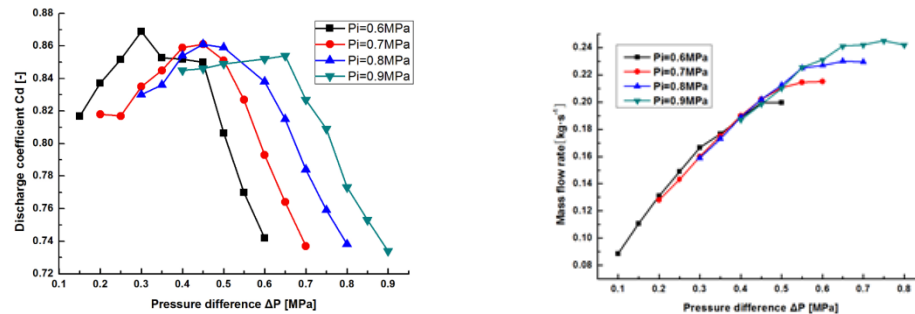 Discharge coefficient Cd [-]
0.88
0.86
0.84
0.82
0.80
0.78
0.76
0.74
0.72
0.1 0.2 0.3 0.4 0.5 0.6 0.7 0.8 0.9
Pressure difference ΔP [MPa]
Pi=0.6MPa
Pi=0.7MPa
Pi=0.8MPa
Pi=0.9MPa
Mass flow rate[kg·s⁻¹]
0.26
0.24
0.22
0.20
0.18
0.16
0.14
0.12
0.10
0.08
0.1 0.2 0.3 0.4 0.5 0.6 0.7 0.8
Pressure difference ΔP [MPa]
Pi=0.6MPa
Pi=0.7MPa
Pi=0.8MPa
Pi=0.9MPa